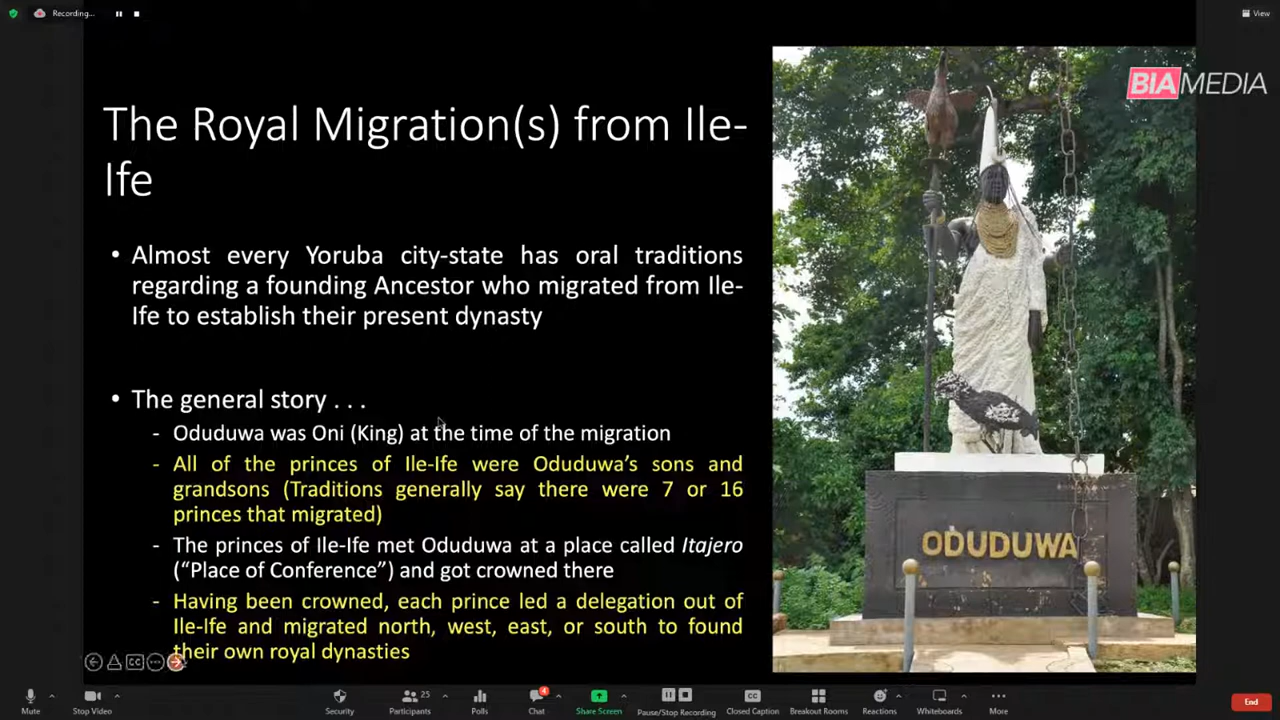 Recording...
View
BIAMEDIA
The Royal Migration(s) from Ile-
Ife
• Almost every Yoruba city-state has oral traditions
regarding a founding Ancestor who migrated from Ile-
Ife to establish their present dynasty
• The general story . . .
- Oduduwa was Oni (King) at the time of the migration
- All of the princes of Ile-Ife were Oduduwa's sons and
grandsons (Traditions generally say there were 7 or 16
princes that migrated)
- The princes of Ile-Ife met Oduduwa at a place called Itajero
("Place of Conference") and got crowned there
- Having been crowned, each prince led a delegation out of
Ile-Ife and migrated north, west, east, or south to found
their own royal dynasties
ODUDUWA
CC
25
4
CC
Mute
Stop Video
Security
Participants
Polls
Chat
Share Screen
Pause/Stop Recording
Closed Caption
Breakout Rooms
Reactions
Whiteboards
More
End